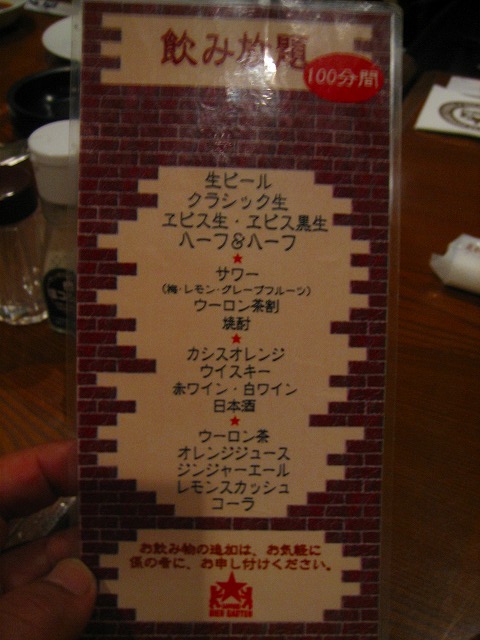 飲み放題
100分間
生ビール
クラシック生
ヱビス生・ヱビス黒生
ハーフ&ハーフ
★
サワー
(梅・レモン・グレープフルーツ)
ウーロン茶割
焼酎
★
カシスオレンジ
ウイスキー
赤ワイン・白ワイン
日本酒
★
ウーロン茶
オレンジジュース
ジンジャーエール
レモンスカッシュ
コーラ
お飲み物の追加は、お気軽に
係の者に、お申し付けください。